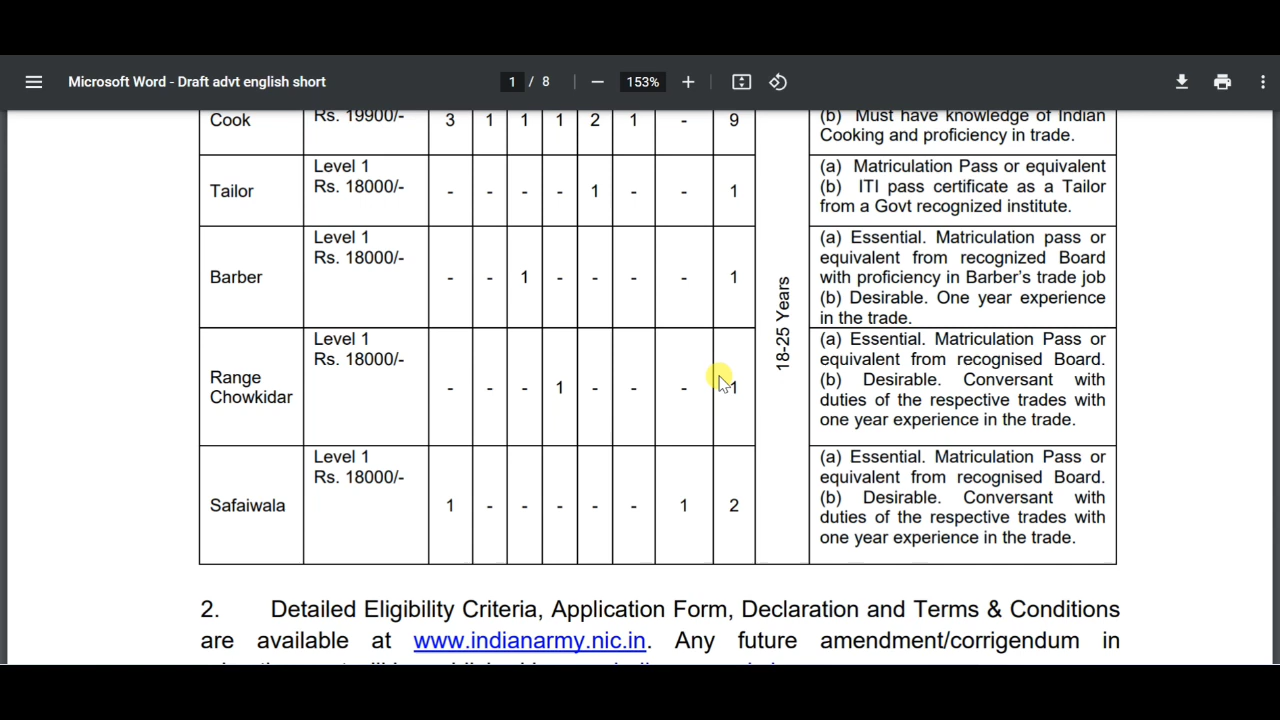 Microsoft Word - Draft advt english short
1 / 8
153%
Cook
Rs. 19900/-
3 1 1 1 2 1 - 9
(b) Must have knowledge of Indian
Cooking and proficiency in trade.
Tailor
Level 1
Rs. 18000/-
- - - - 1 - - 1
(a) Matriculation Pass or equivalent
(b) ITI pass certificate as a Tailor
from a Govt recognized institute.
Barber
Level 1
Rs. 18000/-
- - 1 - - - - 1
(a) Essential. Matriculation pass or
equivalent from recognized Board
with proficiency in Barber's trade job
(b) Desirable. One year experience
in the trade.
18-25 Years
Range
Chowkidar
Level 1
Rs. 18000/-
- - - 1 - - - 1
(a) Essential. Matriculation Pass or
equivalent from recognised Board.
(b) Desirable. Conversant with
duties of the respective trades with
one year experience in the trade.
Safaiwala
Level 1
Rs. 18000/-
1 - - - - - 1 2
(a) Essential. Matriculation Pass or
equivalent from recognised Board.
(b) Desirable. Conversant with
duties of the respective trades with
one year experience in the trade.
2. Detailed Eligibility Criteria, Application Form, Declaration and Terms & Conditions
are available at www.indianarmy.nic.in. Any future amendment/corrigendum in